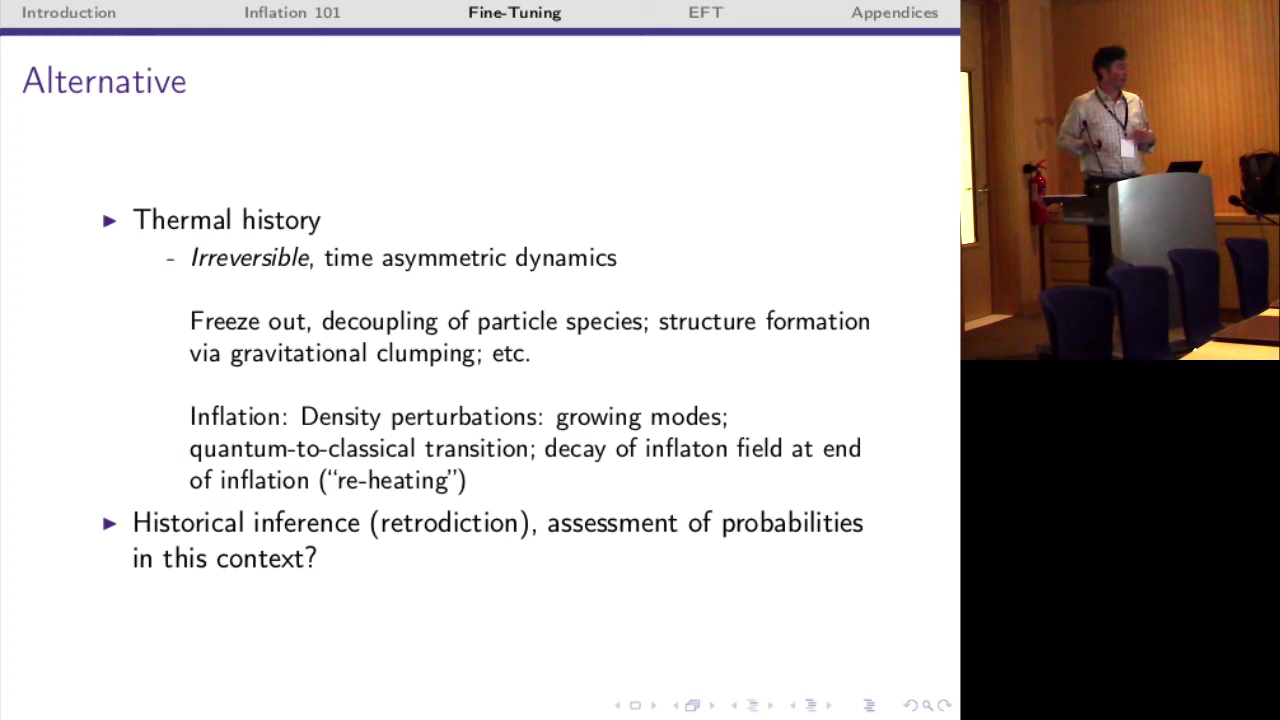 Introduction Inflation 101 Fine-Tuning EFT Appendices
Alternative
▶ Thermal history
- Irreversible, time asymmetric dynamics
Freeze out, decoupling of particle species; structure formation
via gravitational clumping; etc.
Inflation: Density perturbations: growing modes;
quantum-to-classical transition; decay of inflaton field at end
of inflation (“re-heating”)
▶ Historical inference (retrodiction), assessment of probabilities
in this context?